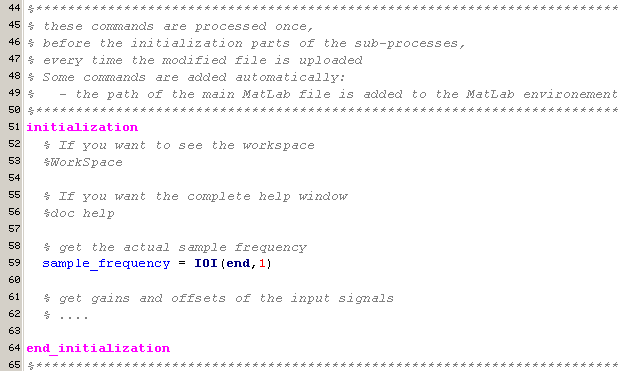 44 %************************************************************************
45 % these commands are processed once,
46 % before the initialization parts of the sub-processes,
47 % every time the modified file is uploaded
48 % Some commands are added automatically:
49 %   - the path of the main MatLab file is added to the MatLab environement
50 %************************************************************************
51 initialization
52   % If you want to see the workspace
53   %WorkSpace
54
55   % If you want the complete help window
56   %doc help
57
58   % get the actual sample frequency
59   sample_frequency = IOI(end,1)
60
61   % get gains and offsets of the input signals
62   % ....
63
64 end_initialization
65 %************************************************************************